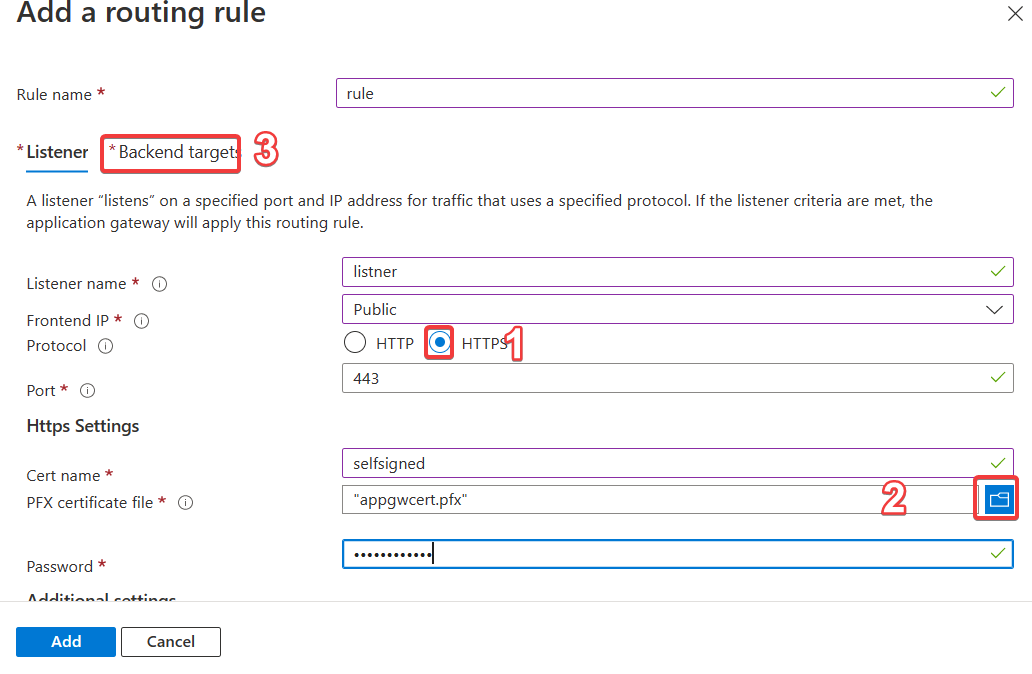 Add a routing rule
Rule name * rule
* Listener * Backend targets 3
A listener “listens” on a specified port and IP address for traffic that uses a specified protocol. If the listener criteria are met, the
application gateway will apply this routing rule.
Listener name * listner
Frontend IP * Public
Protocol HTTP HTTPS 1
Port * 443
Https Settings
Cert name * selfsigned
PFX certificate file * "appgwcert.pfx" 2
Password * ••••••••••••
Additional settings
Add Cancel